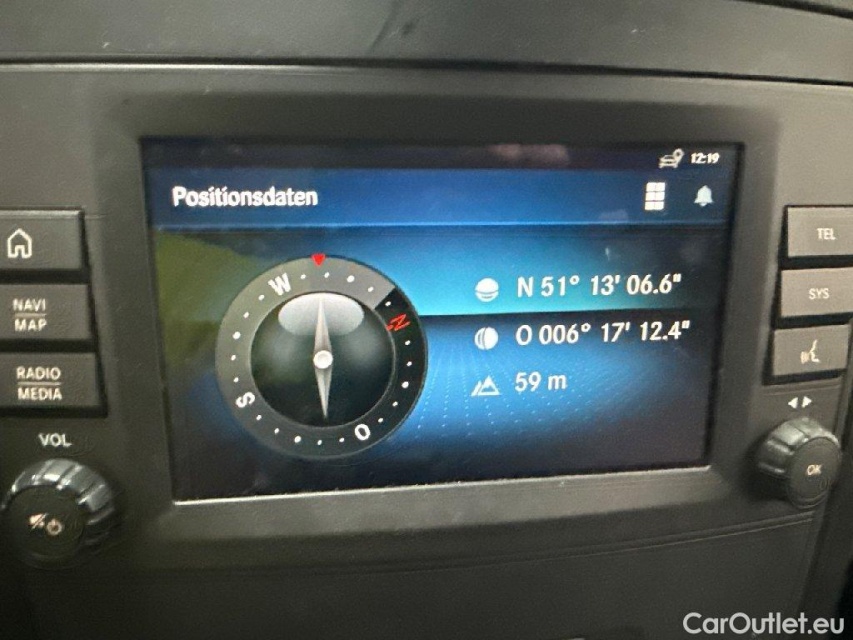 12:19
Positionsdaten
W
N
S
O
N 51° 13' 06.6"
O 006° 17' 12.4"
59 m
NAVI
MAP
RADIO
MEDIA
VOL
TEL
SYS
OK
CarOutlet.eu